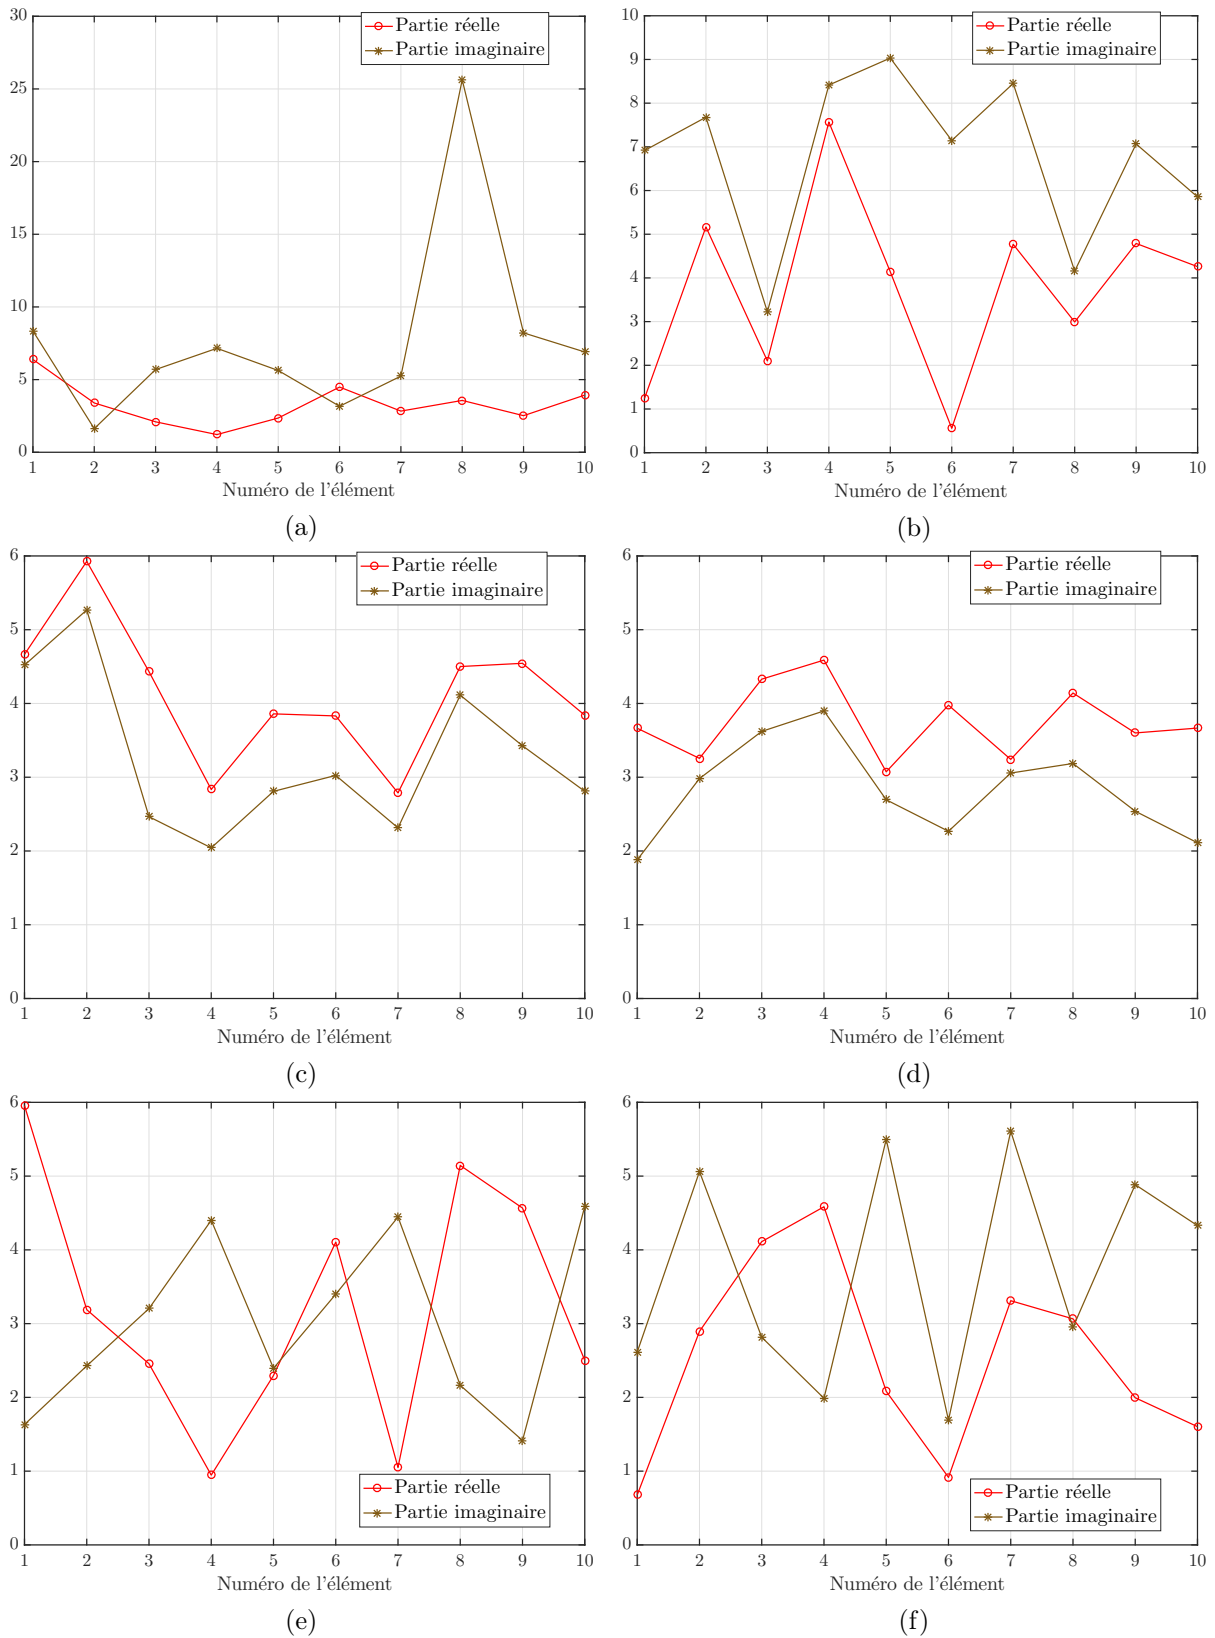 30
25
20
15
10
5
0
1 2 3 4 5 6 7 8 9 10
Numéro de l'élément
Partie réelle
Partie imaginaire
(a)
10
9
8
7
6
5
4
3
2
1
0
1 2 3 4 5 6 7 8 9 10
Numéro de l'élément
Partie réelle
Partie imaginaire
(b)
6
5
4
3
2
1
0
1 2 3 4 5 6 7 8 9 10
Numéro de l'élément
Partie réelle
Partie imaginaire
(c)
6
5
4
3
2
1
0
1 2 3 4 5 6 7 8 9 10
Numéro de l'élément
Partie réelle
Partie imaginaire
(d)
6
5
4
3
2
1
0
1 2 3 4 5 6 7 8 9 10
Numéro de l'élément
Partie réelle
Partie imaginaire
(e)
6
5
4
3
2
1
0
1 2 3 4 5 6 7 8 9 10
Numéro de l'élément
Partie réelle
Partie imaginaire
(f)